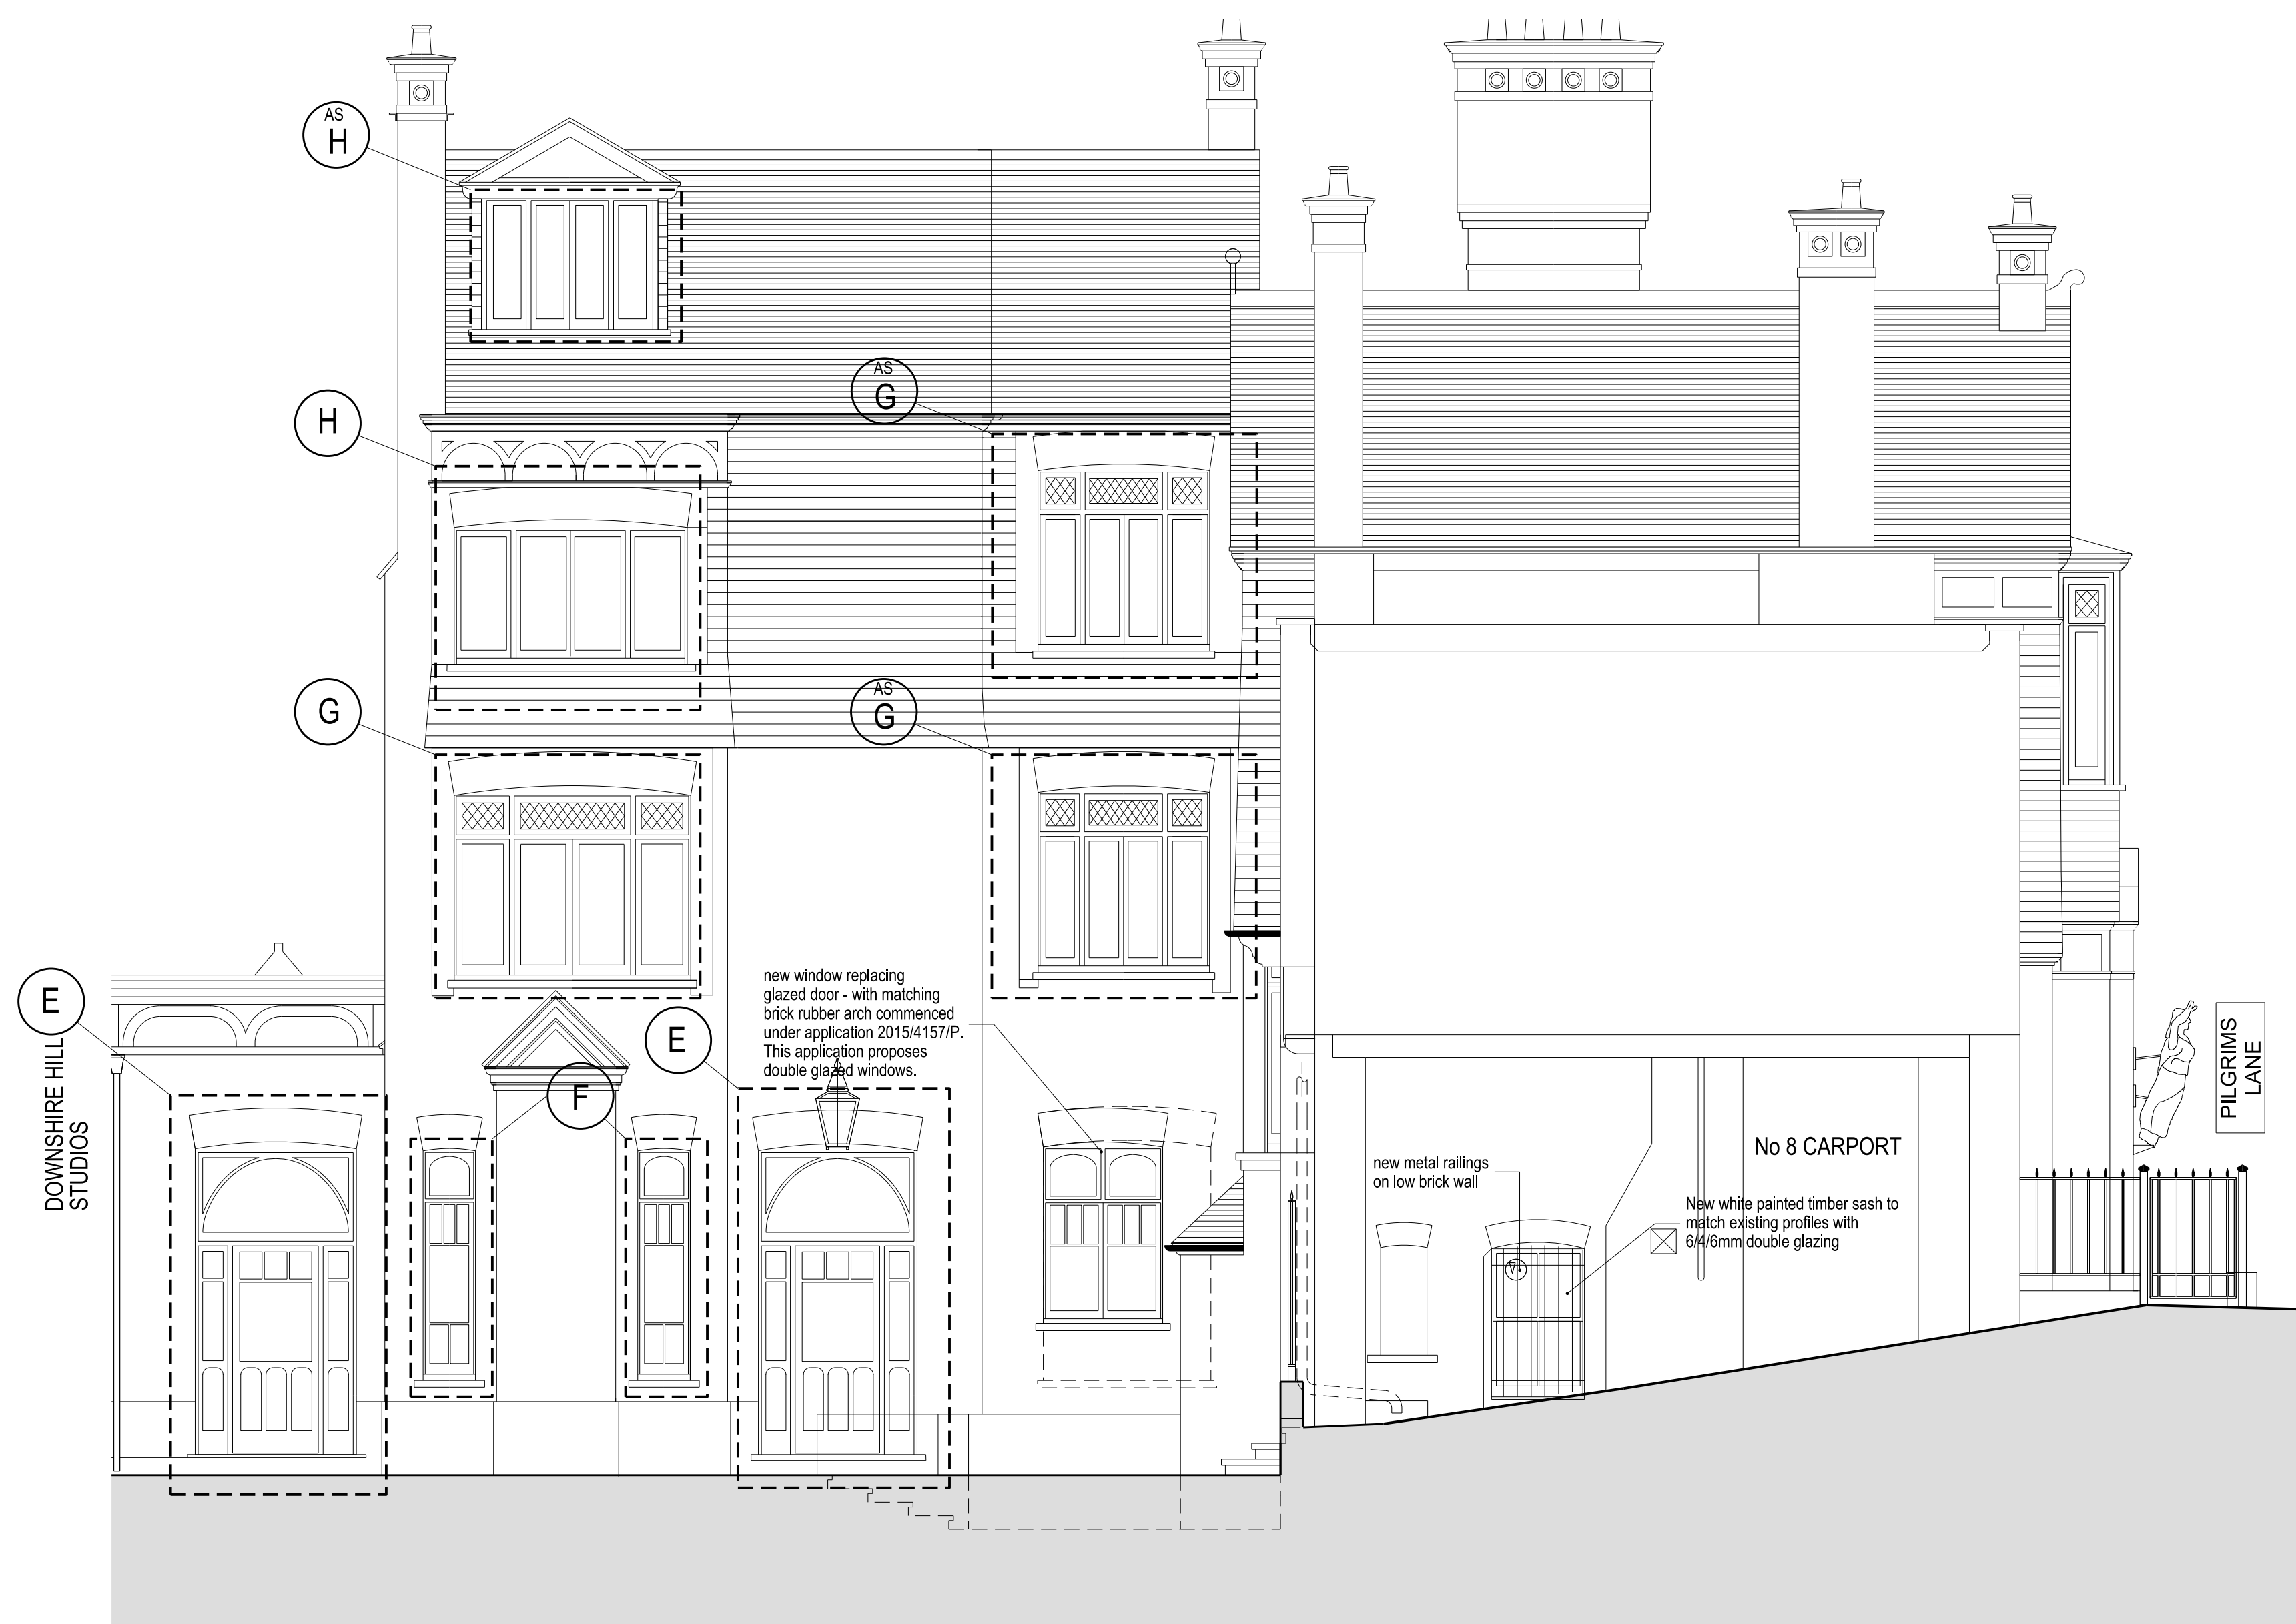 AS
H
H
AS
G
G
AS
G
E
DOWNSHIRE HILL
STUDIOS
new window replacing
glazed door - with matching
brick rubber arch commenced
under application 2015/4157/P.
This application proposes
double glazed windows.
E
F
new metal railings
on low brick wall
No 8 CARPORT
New white painted timber sash to
match existing profiles with
6/4/6mm double glazing
PILGRIMS
LANE